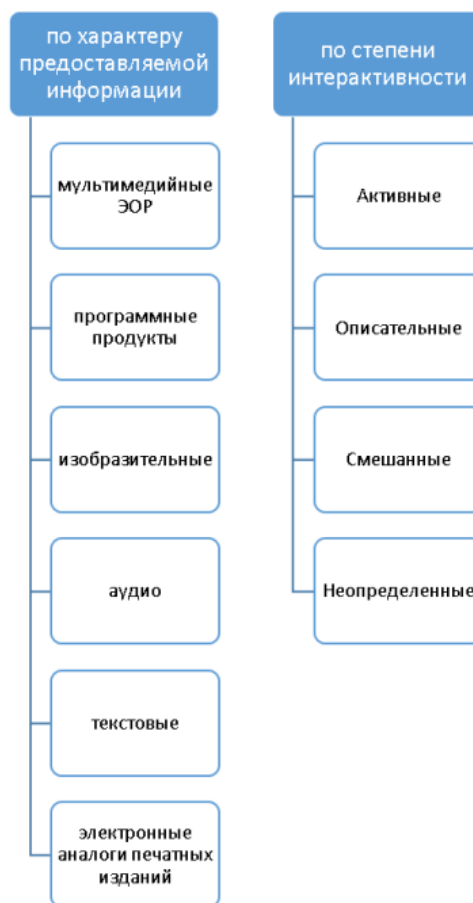 по характеру
предоставляемой
информации
мультимедийные
ЭОР
программные
продукты
изобразительные
аудио
текстовые
электронные
аналоги печатных
изданий
по степени
интерактивности
Активные
Описательные
Смешанные
Неопределенные